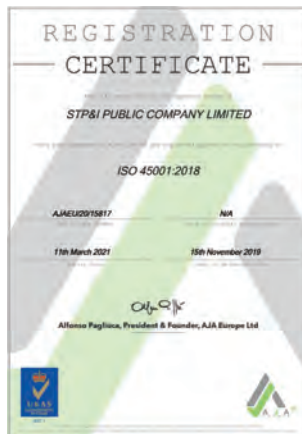 REGISTRATION
CERTIFICATE
STP&I PUBLIC COMPANY LIMITED
ISO 45001:2018
AJAEU/20/15817
N/A
11th March 2021
15th November 2019
Alfonso Pagliuca, President & Founder, AJA Europe Ltd
UKAS
AJA